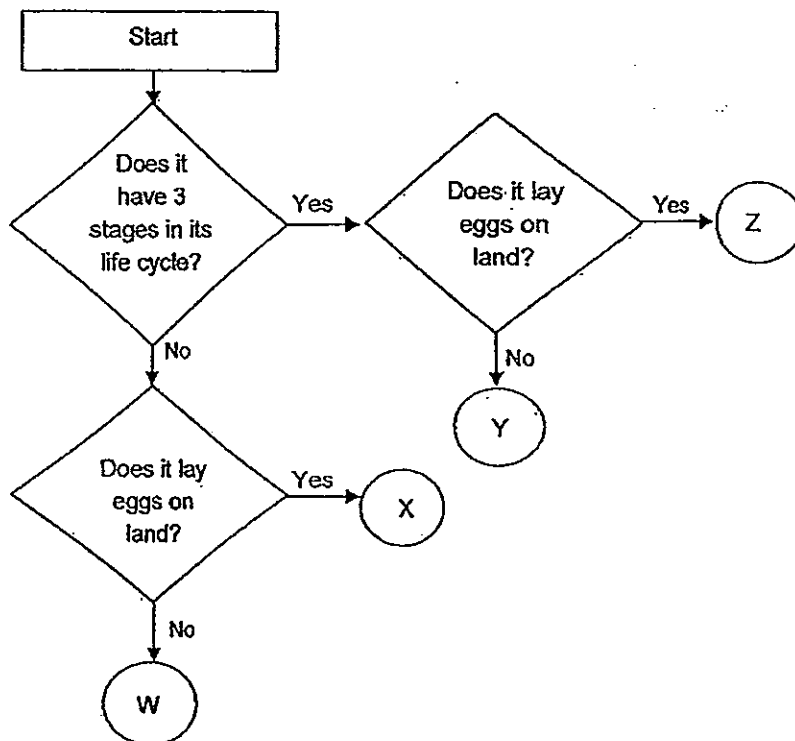 Start
Does it
have 3
stages in its
life cycle?
Yes
Does it lay
eggs on
land?
Yes
Z
No
Y
No
Does it lay
eggs on
land?
Yes
X
No
W